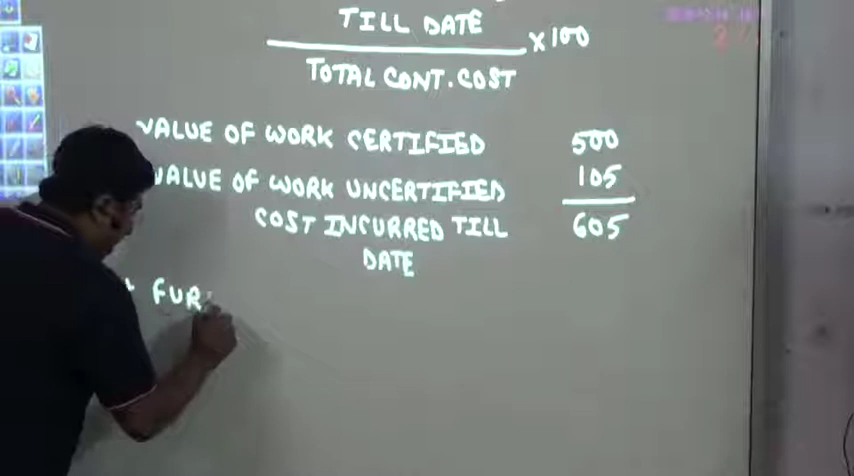 TILL DATE
x100
TOTAL CONT. COST
VALUE OF WORK CERTIFIED 500
VALUE OF WORK UNCERTIFIED 105
COST INCURRED TILL 605
DATE
FUR